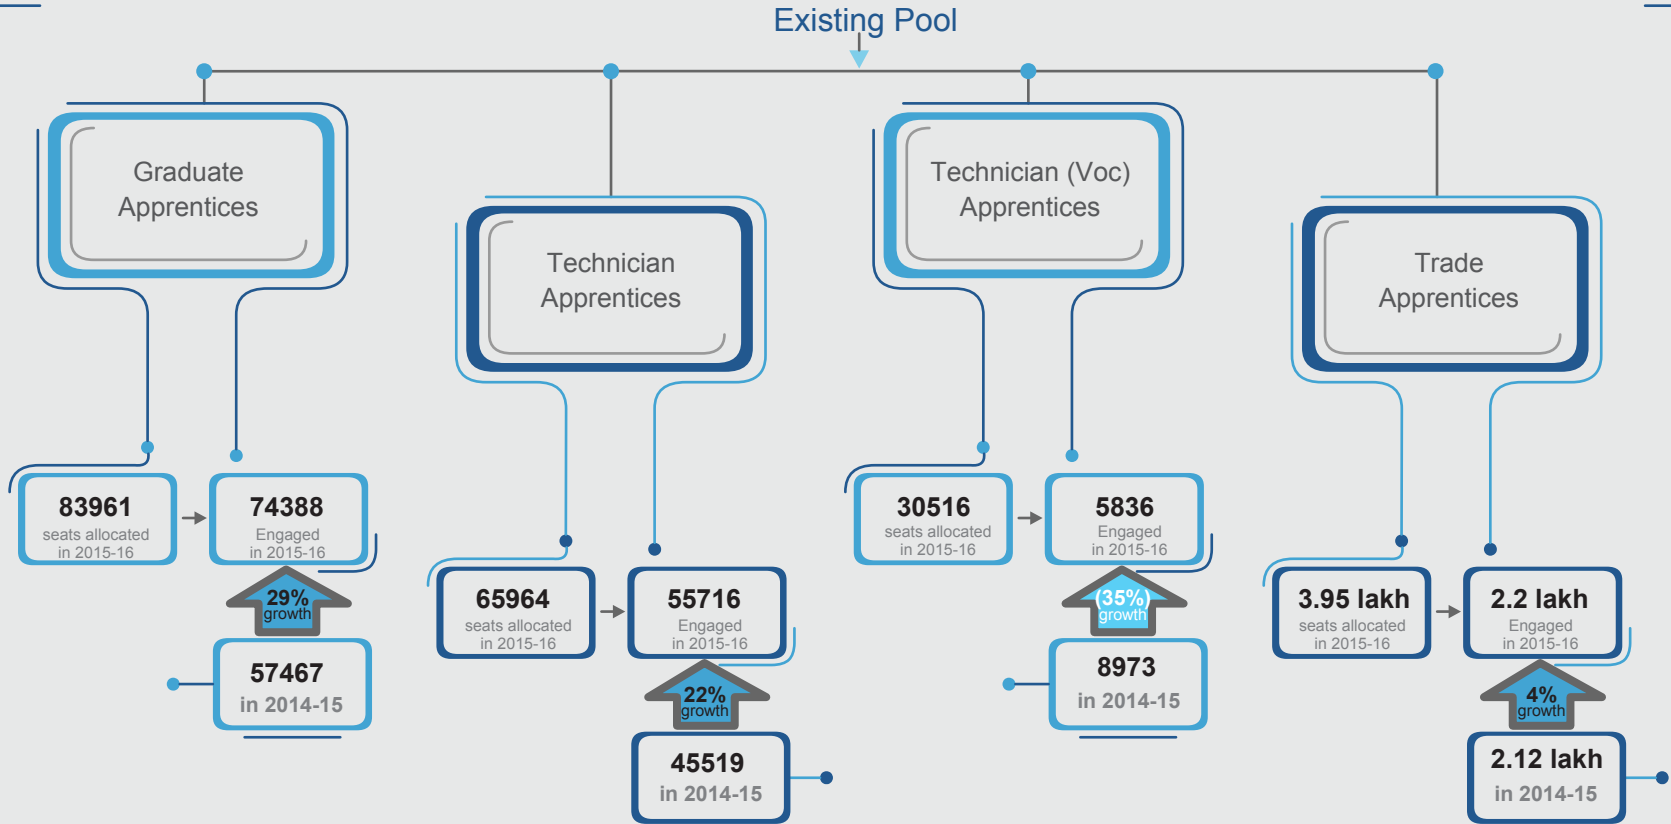 Existing Pool
Graduate
Apprentices
83961
seats allocated
in 2015-16
74388
Engaged
in 2015-16
29%
growth
57467
in 2014-15
Technician
Apprentices
65964
seats allocated
in 2015-16
55716
Engaged
in 2015-16
22%
growth
45519
in 2014-15
Technician (Voc)
Apprentices
30516
seats allocated
in 2015-16
5836
Engaged
in 2015-16
(35%)
growth
8973
in 2014-15
Trade
Apprentices
3.95 lakh
seats allocated
in 2015-16
2.2 lakh
Engaged
in 2015-16
4%
growth
2.12 lakh
in 2014-15